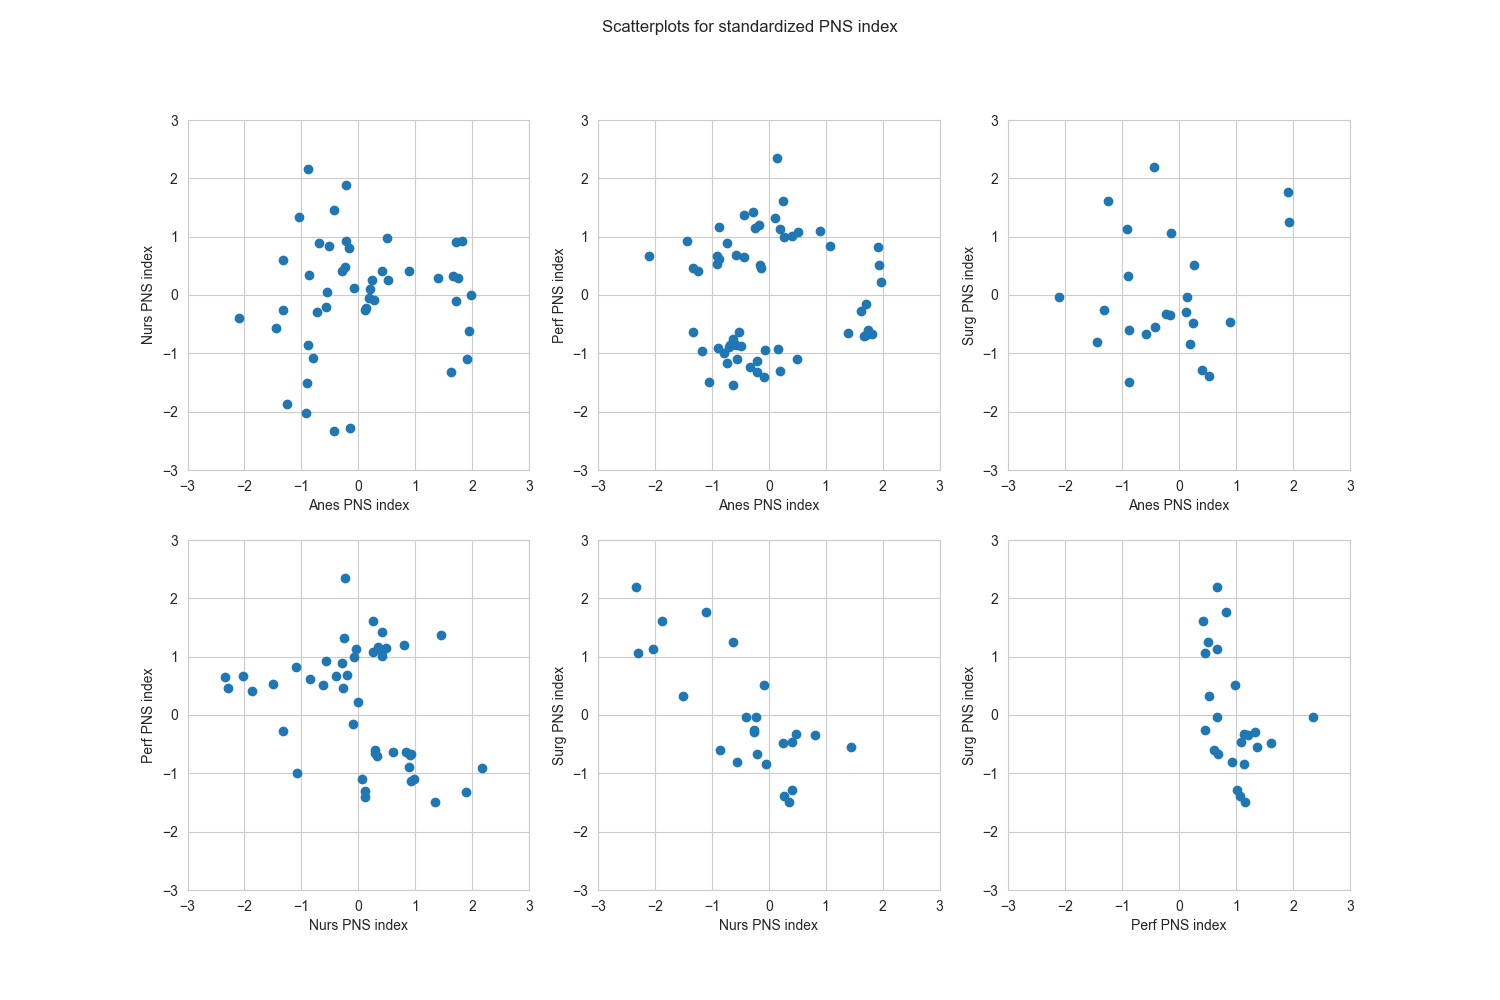 Scatterplots for standardized PNS index
3 3 3
2 2 2
1 1 1
0 0 0
−1 −1 −1
−2 −2 −2
−3 −3 −3
Nurs PNS index
Perf PNS index
Surg PNS index
−3 −2 −1 0 1 2 3 −3 −2 −1 0 1 2 3 −3 −2 −1 0 1 2 3
Anes PNS index Anes PNS index Anes PNS index
3 3 3
2 2 2
1 1 1
0 0 0
−1 −1 −1
−2 −2 −2
−3 −3 −3
Perf PNS index
Surg PNS index
Surg PNS index
−3 −2 −1 0 1 2 3 −3 −2 −1 0 1 2 3 −3 −2 −1 0 1 2 3
Nurs PNS index Nurs PNS index Perf PNS index